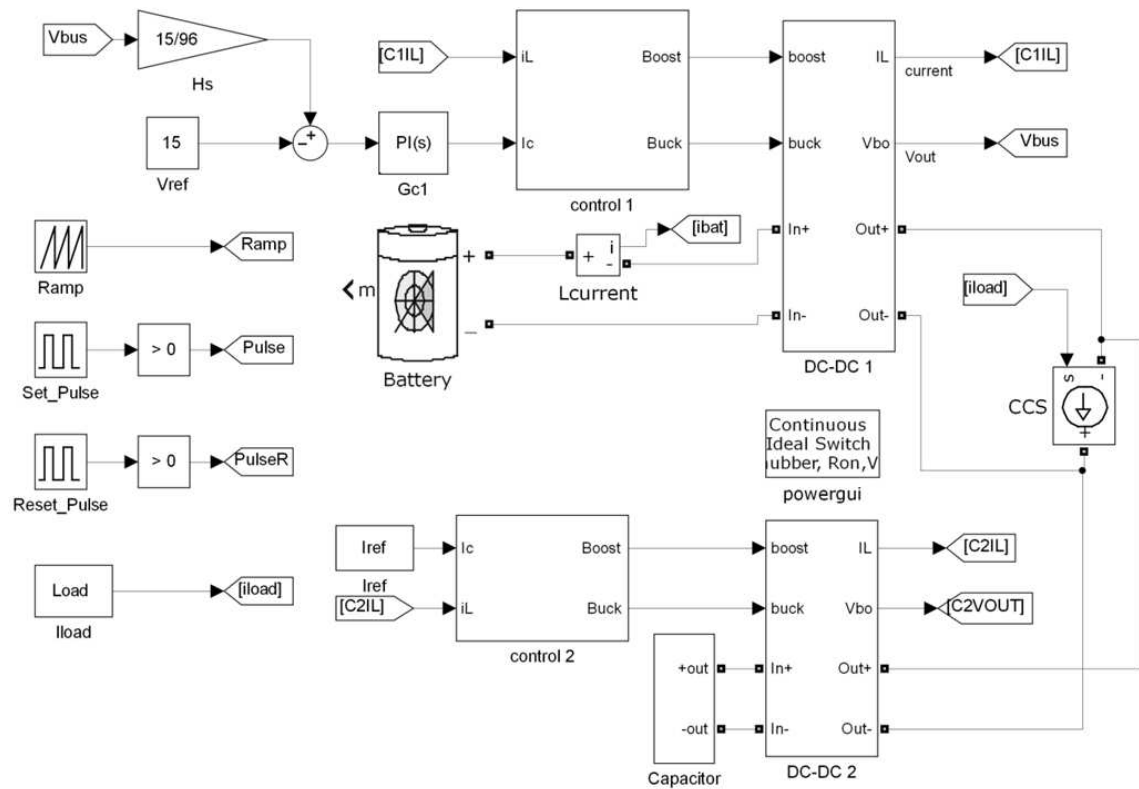 Vbus
15/96
Hs
15
Vref
PI(s)
Gc1
[C1IL]
iL
Ic
Boost
Buck
control 1
boost
buck
In+
In-
IL
Vbo
Out+
Out-
DC-DC 1
current
Vout
[C1IL]
Vbus
[ibat]
+
i
-
Lcurrent
m
+
_
Battery
Ramp
Ramp
> 0
Pulse
Set_Pulse
> 0
PulseR
Reset_Pulse
Load
Iload
[iload]
[iload]
s
-
+
CCS
Continuous
Ideal Switch
ubber, Ron,V
powergui
Iref
Iref
[C2IL]
Ic
iL
Boost
Buck
control 2
boost
buck
In+
In-
IL
Vbo
Out+
Out-
DC-DC 2
[C2IL]
[C2VOUT]
+out
-out
Capacitor